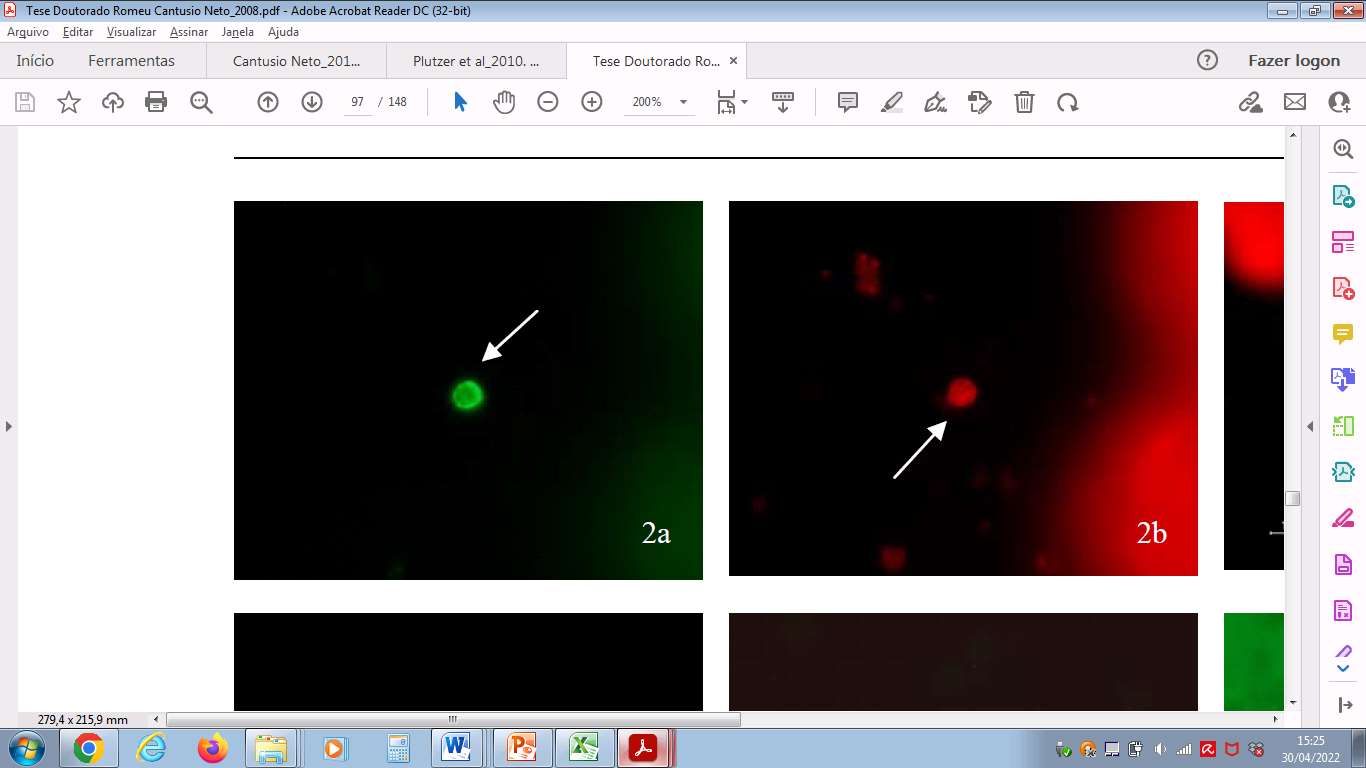 Tese Doutorado Romeu Cantusio Neto_2008.pdf - Adobe Acrobat Reader DC (32-bit)
Arquivo Editar Visualizar Assinar Janela Ajuda
Início Ferramentas Cantusio Neto_201... Plutzer et al_2010. ... Tese Doutorado Ro... Fazer logon
97 / 148 200%
2a 2b
279,4 x 215,9 mm
15:25
30/04/2022